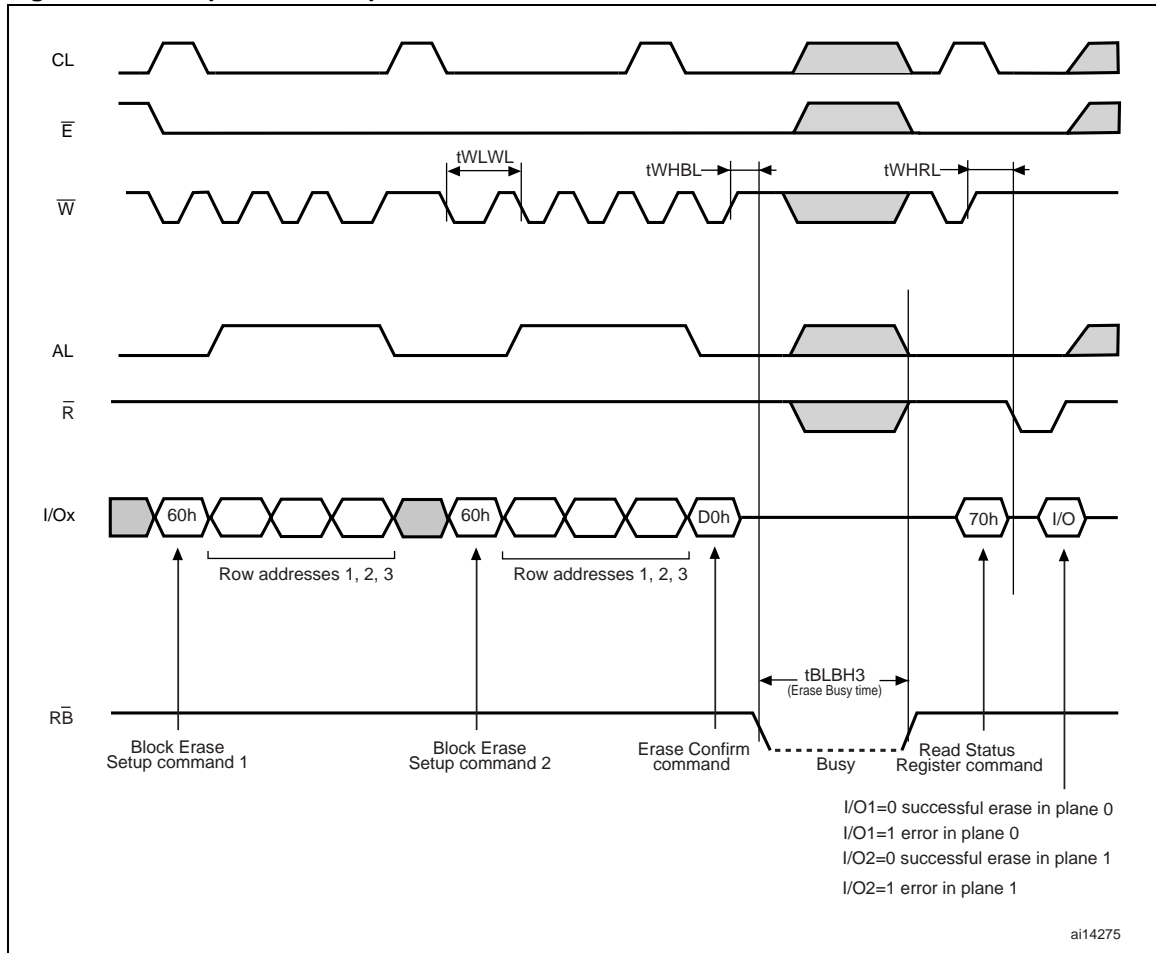 CL
E
tWLWL
tWHBL
tWHRL
W
AL
R
I/Ox
60h
60h
D0h
70h
I/O
Row addresses 1, 2, 3
Row addresses 1, 2, 3
tBLBH3
(Erase Busy time)
RB
Block Erase
Setup command 1
Block Erase
Setup command 2
Erase Confirm
command
Busy
Read Status
Register command
I/O1=0 successful erase in plane 0
I/O1=1 error in plane 0
I/O2=0 successful erase in plane 1
I/O2=1 error in plane 1
ai14275